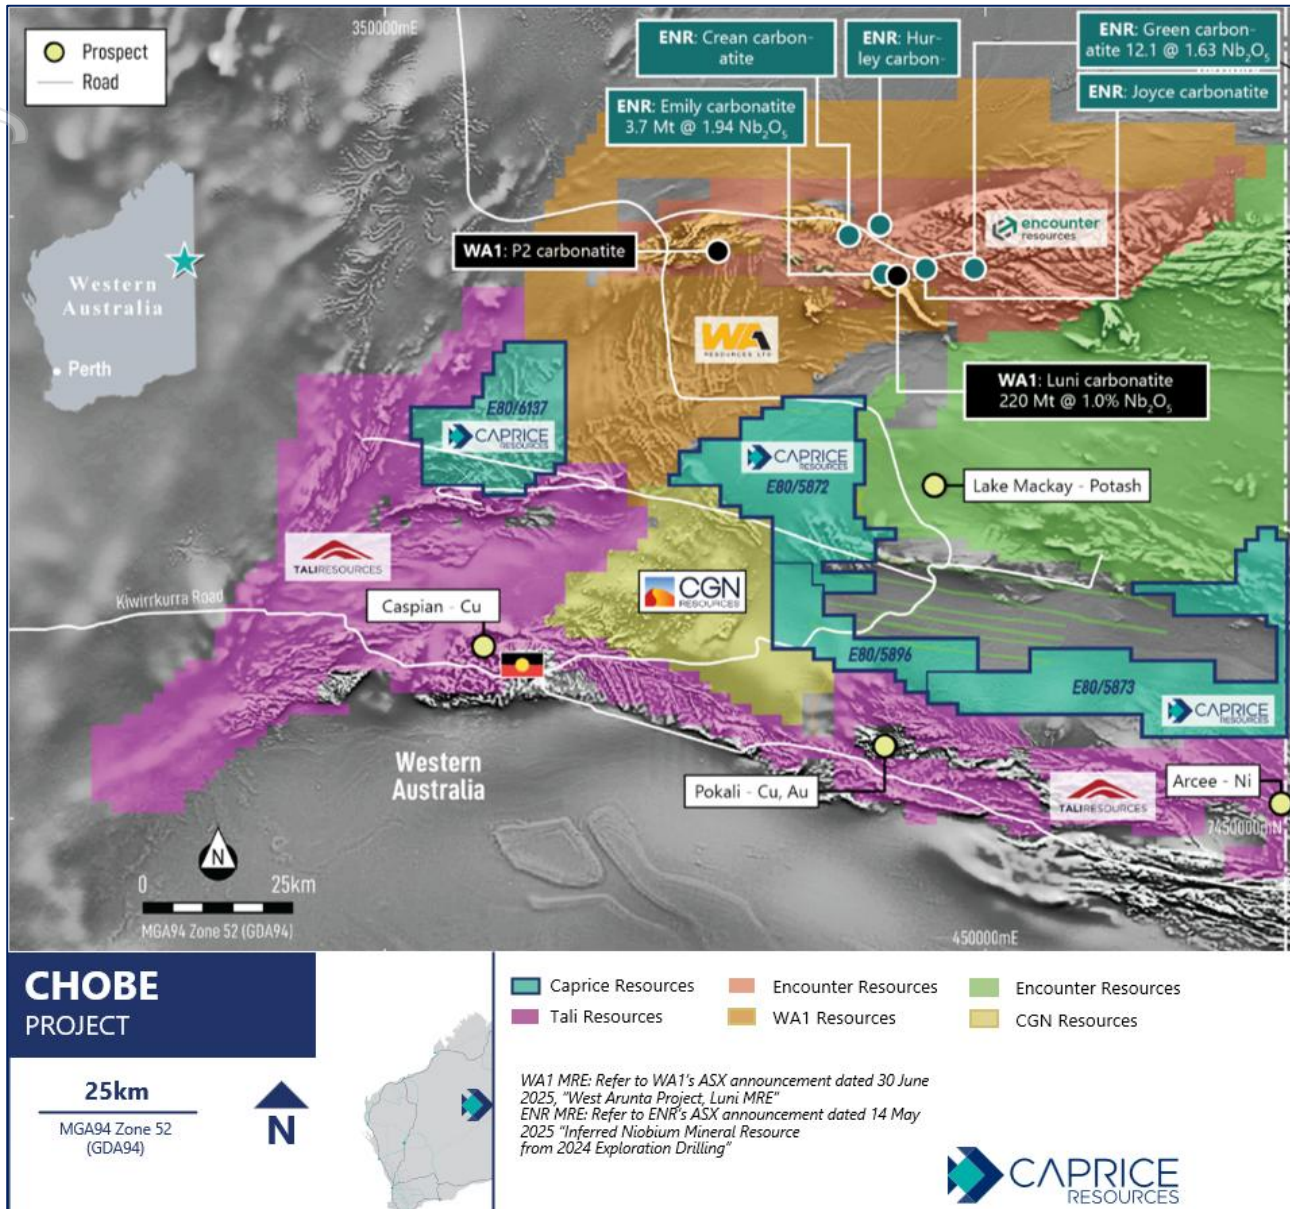 350000mE
Prospect
Road
ENR: Crean carbon-
atite
ENR: Hur-
ley carbon-
ENR: Green carbon-
atite 12.1 @ 1.63 Nb₂O₅
ENR: Emily carbonatite
3.7 Mt @ 1.94 Nb₂O₅
ENR: Joyce carbonatite
Western
Australia
Perth
WA1: P2 carbonatite
encounter
resources
WA1
RESOURCES LTD
WA1: Luni carbonatite
220 Mt @ 1.0% Nb₂O₅
E80/6137
CAPRICE
RESOURCES
CAPRICE
RESOURCES
E80/5872
Lake Mackay - Potash
TALIRESOURCES
CGN
RESOURCES
Kiwirrkurra Road
Caspian - Cu
E80/5896
E80/5873
CAPRICE
RESOURCES
Western
Australia
Pokali - Cu, Au
TALIRESOURCES
Arcee - Ni
7450000mN
N
0 25km
MGA94 Zone 52 (GDA94)
450000mE
CHOBE
PROJECT
25km
MGA94 Zone 52
(GDA94)
N
Caprice Resources
Encounter Resources
Encounter Resources
Tali Resources
WA1 Resources
CGN Resources
WA1 MRE: Refer to WA1's ASX announcement dated 30 June
2025, "West Arunta Project, Luni MRE"
ENR MRE: Refer to ENR's ASX announcement dated 14 May
2025 "Inferred Niobium Mineral Resource
from 2024 Exploration Drilling"
CAPRICE
RESOURCES